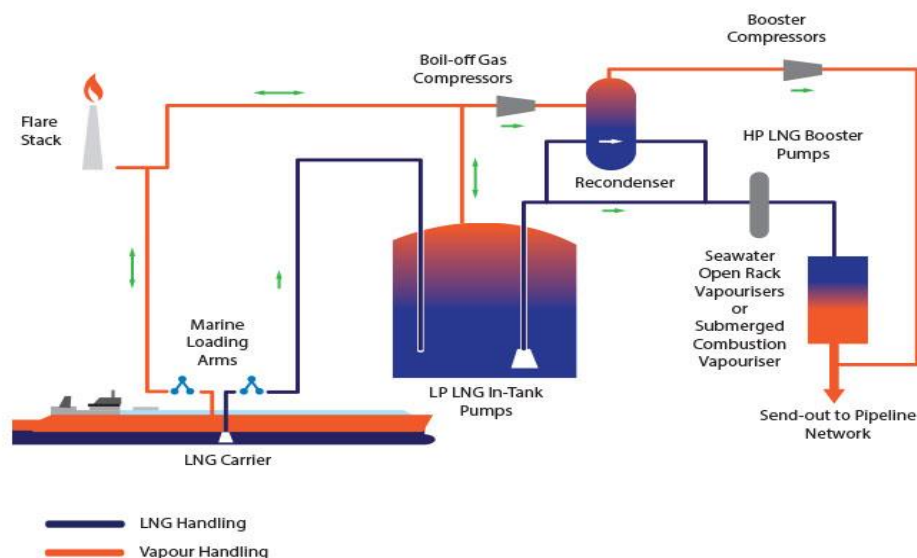 Booster
Compressors
Boil-off Gas
Compressors
Flare
Stack
HP LNG Booster
Pumps
Recondenser
Seawater
Open Rack
Vapourisers
or
Submerged
Combustion
Vapouriser
Marine
Loading
Arms
LP LNG In-Tank
Pumps
Send-out to Pipeline
Network
LNG Carrier
LNG Handling
Vapour Handling